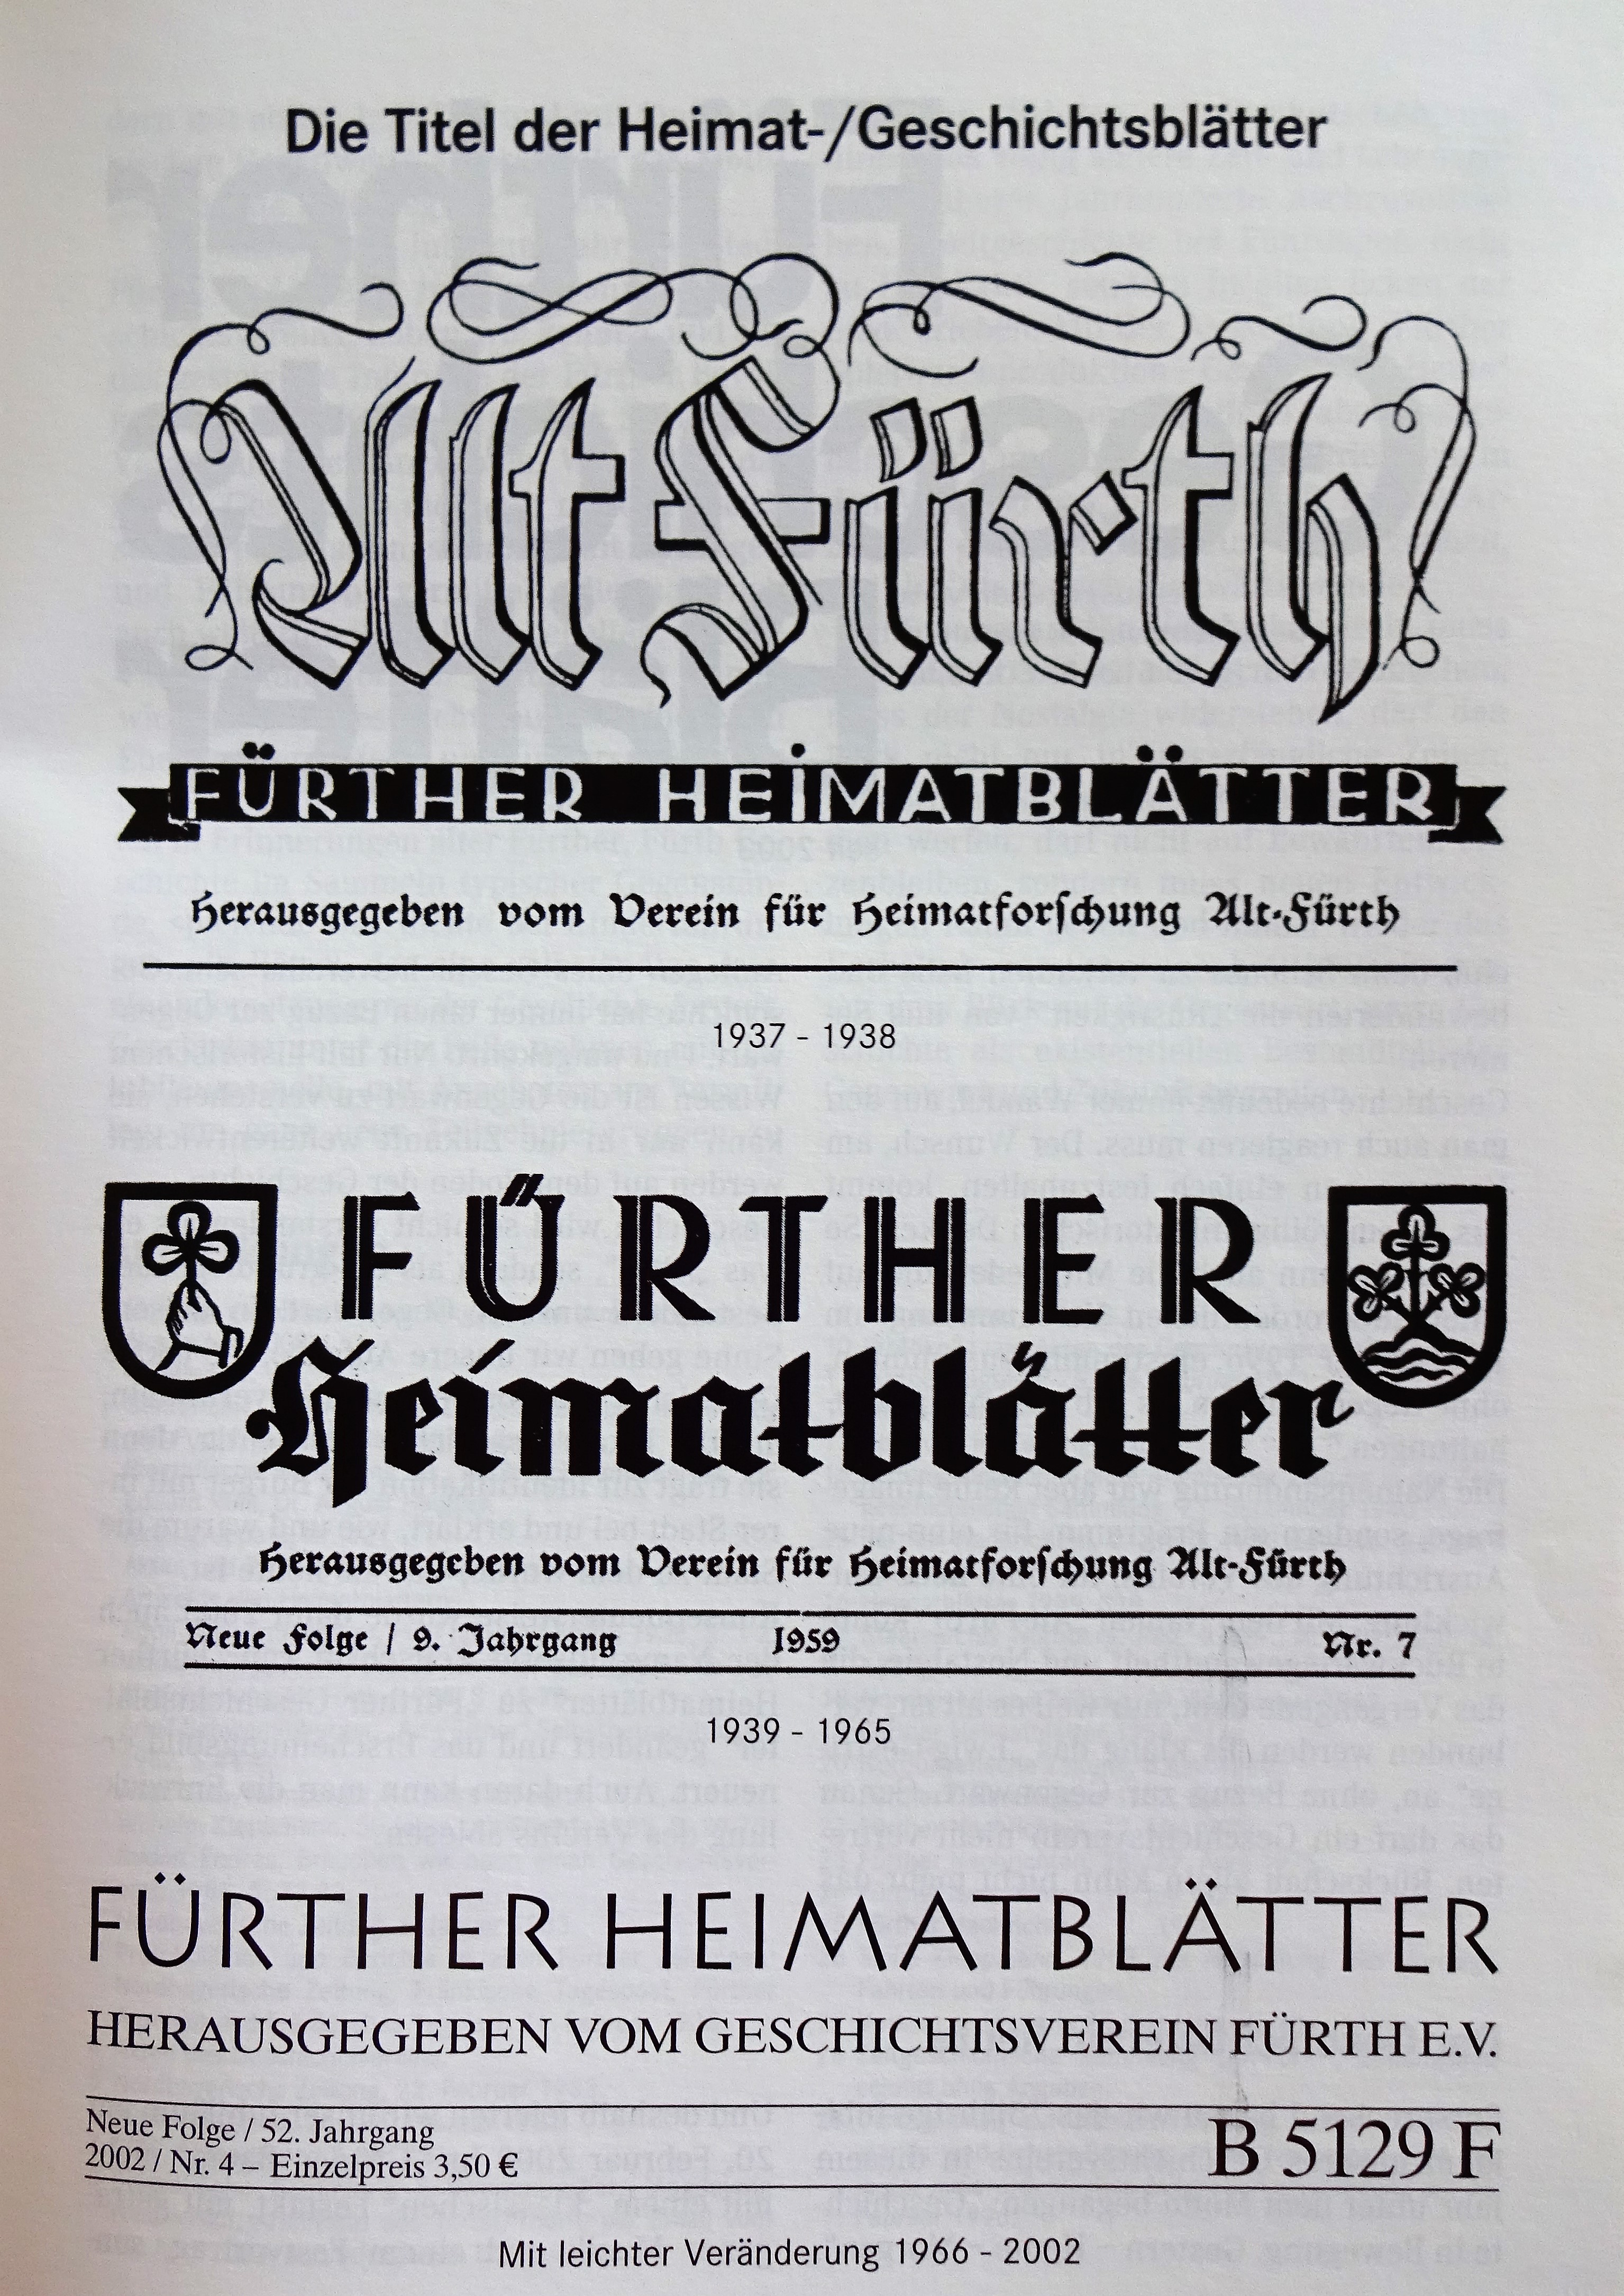 Die Titel der Heimat-/Geschichtsblätter
Alt Fürth
FÜRTHER HEIMATBLÄTTER
Herausgegeben vom Verein für Heimatforschung Alt-Fürth
1937 - 1938
FÜRTHER
Heimatblätter
Herausgegeben vom Verein für Heimatforschung Alt-Fürth
Neue Folge / 9. Jahrgang 1959 Nr. 7
1939 - 1965
FÜRTHER HEIMATBLÄTTER
HERAUSGEGEBEN VOM GESCHICHTSVEREIN FÜRTH E.V.
Neue Folge / 52. Jahrgang
2002 / Nr. 4 – Einzelpreis 3,50 €
B 5129 F
Mit leichter Veränderung 1966 - 2002